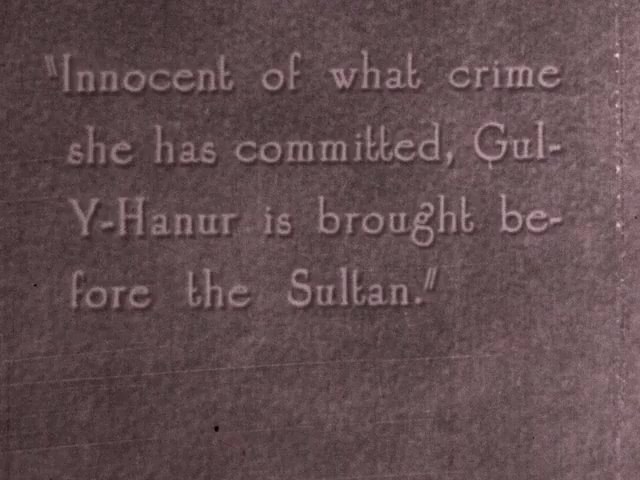 "Innocent of what crime
she has committed, Gul-
Y-Hanur is brought be-
fore the Sultan."